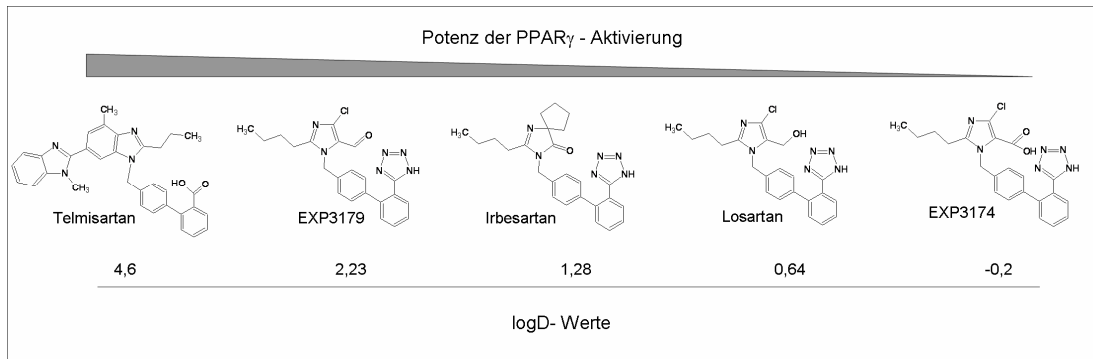 Potenz der PPARγ - Aktivierung
CH₃
N
N
CH₃
N
N
CH₃
HO
O
Telmisartan
Cl
N
O
H₃C
N
N
N
N
NH
EXP3179
N
H₃C
N
O
N
N
N
NH
Irbesartan
Cl
N
OH
H₃C
N
N
N
N
NH
Losartan
Cl
N
O
H₃C
N
OH
N
N
N
NH
EXP3174
4,6 2,23 1,28 0,64 -0,2
logD- Werte